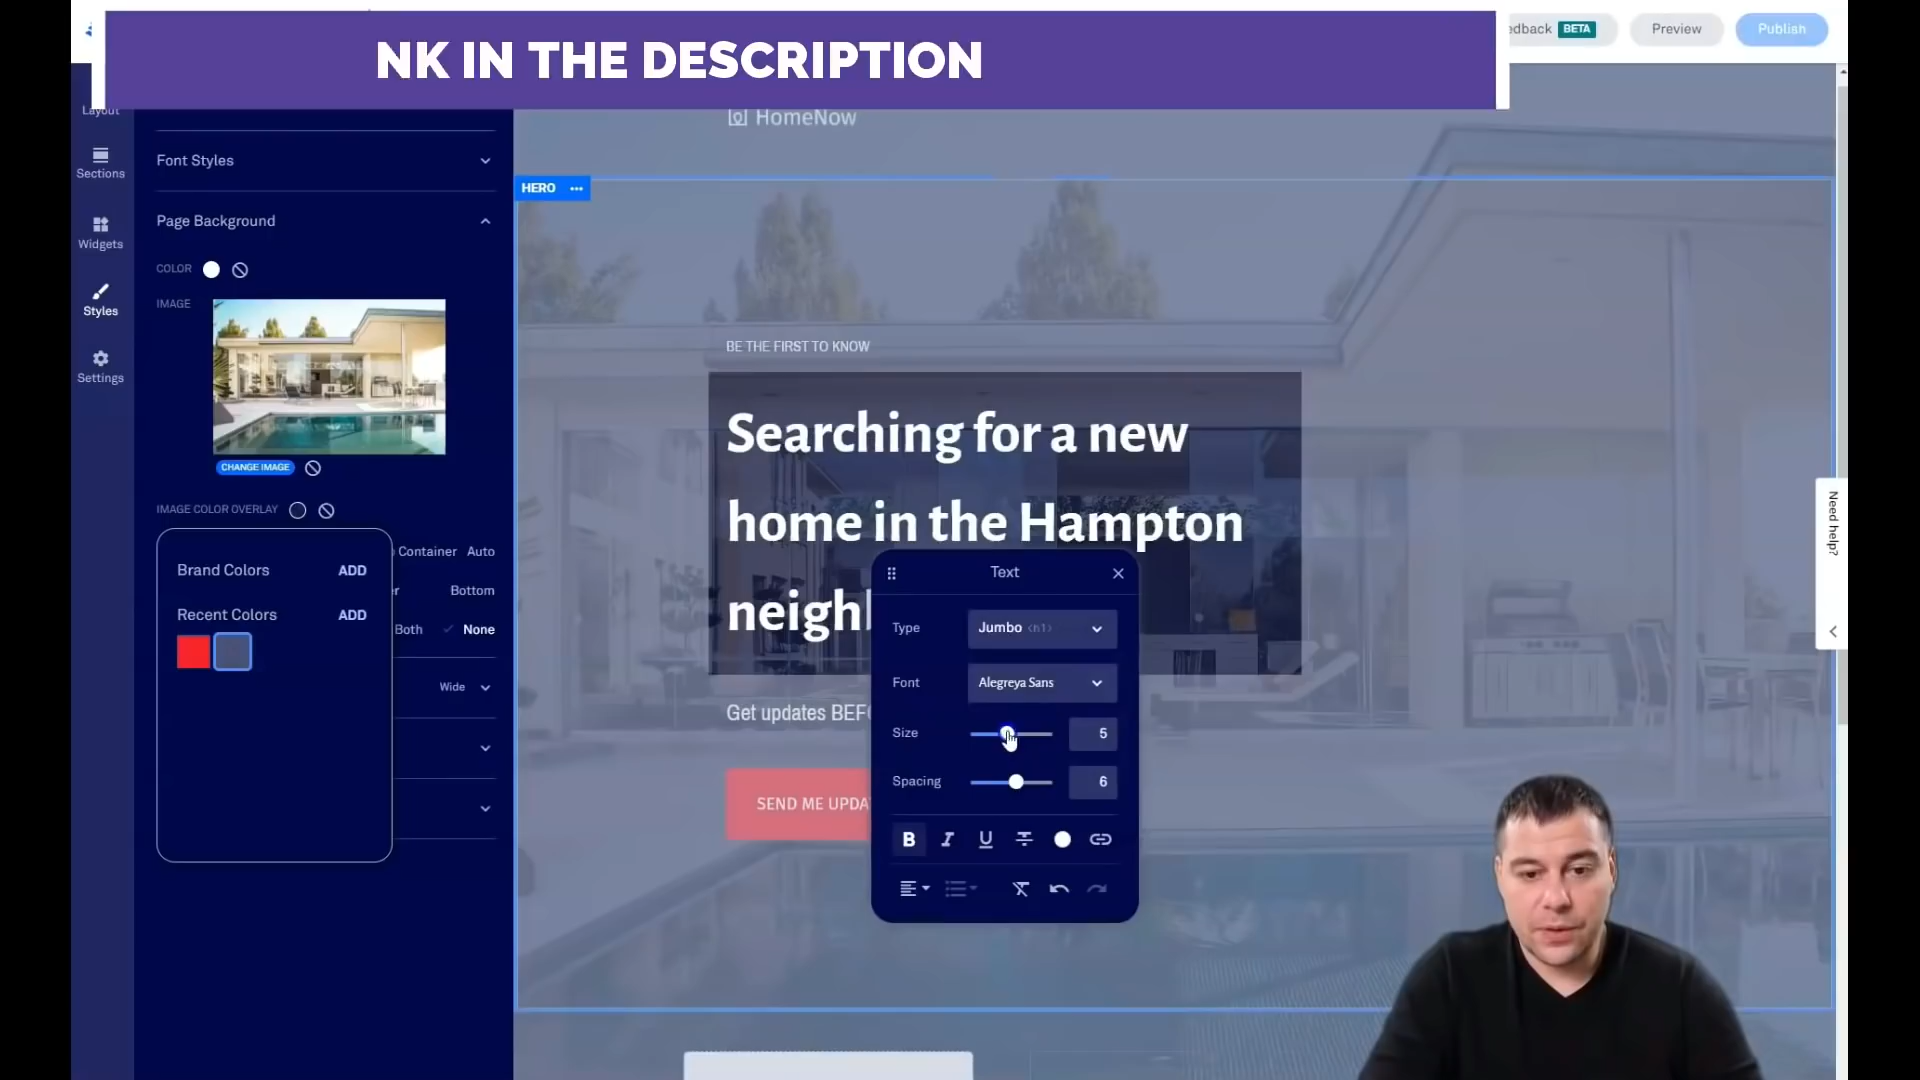 NK IN THE DESCRIPTION
dback BETA
Preview
Publish
Layout
HomeNow
Sections
Font Styles
HERO
Page Background
Widgets
COLOR
IMAGE
Styles
BE THE FIRST TO KNOW
Settings
Searching for a new
home in the Hampton
neigh
CHANGE IMAGE
IMAGE COLOR OVERLAY
Need help?
Container Auto
Brand Colors ADD
Text
Bottom
Recent Colors ADD
Both None
Type Jumbo <h1>
Wide
Font Alegreya Sans
Get updates BEF
Size 5
Spacing 6
SEND ME UPDA
B